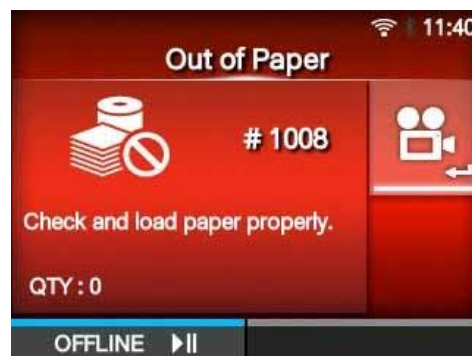 11:40
Out of Paper
# 1008
Check and load paper properly.
QTY : 0
OFFLINE